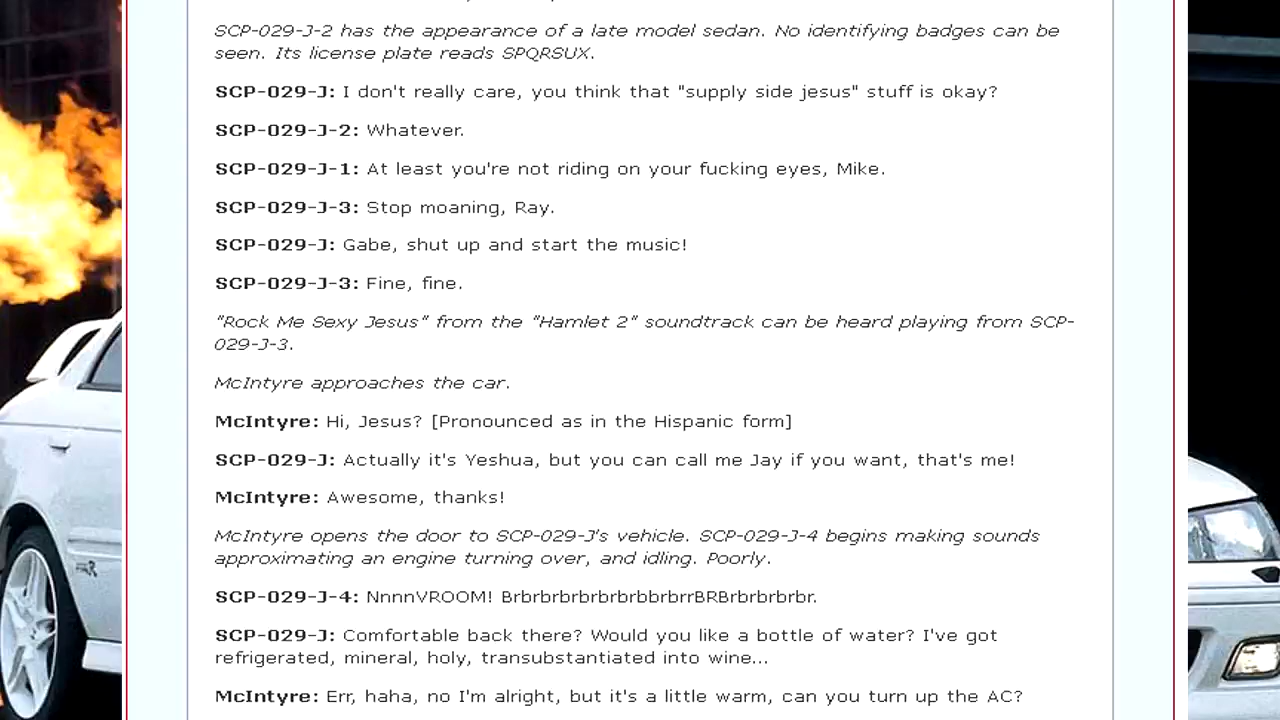 SCP-029-J-2 has the appearance of a late model sedan. No identifying badges can be
seen. Its license plate reads SPQRSUX.
SCP-029-J: I don't really care, you think that "supply side jesus" stuff is okay?
SCP-029-J-2: Whatever.
SCP-029-J-1: At least you're not riding on your fucking eyes, Mike.
SCP-029-J-3: Stop moaning, Ray.
SCP-029-J: Gabe, shut up and start the music!
SCP-029-J-3: Fine, fine.
"Rock Me Sexy Jesus" from the "Hamlet 2" soundtrack can be heard playing from SCP-
029-J-3.
McIntyre approaches the car.
McIntyre: Hi, Jesus? [Pronounced as in the Hispanic form]
SCP-029-J: Actually it's Yeshua, but you can call me Jay if you want, that's me!
McIntyre: Awesome, thanks!
McIntyre opens the door to SCP-029-J's vehicle. SCP-029-J-4 begins making sounds
approximating an engine turning over, and idling. Poorly.
SCP-029-J-4: NnnnVROOM! BrbrbrbrbrbrbrbbrbrrBRBrbrbrbrbr.
SCP-029-J: Comfortable back there? Would you like a bottle of water? I've got
refrigerated, mineral, holy, transubstantiated into wine...
McIntyre: Err, haha, no I'm alright, but it's a little warm, can you turn up the AC?